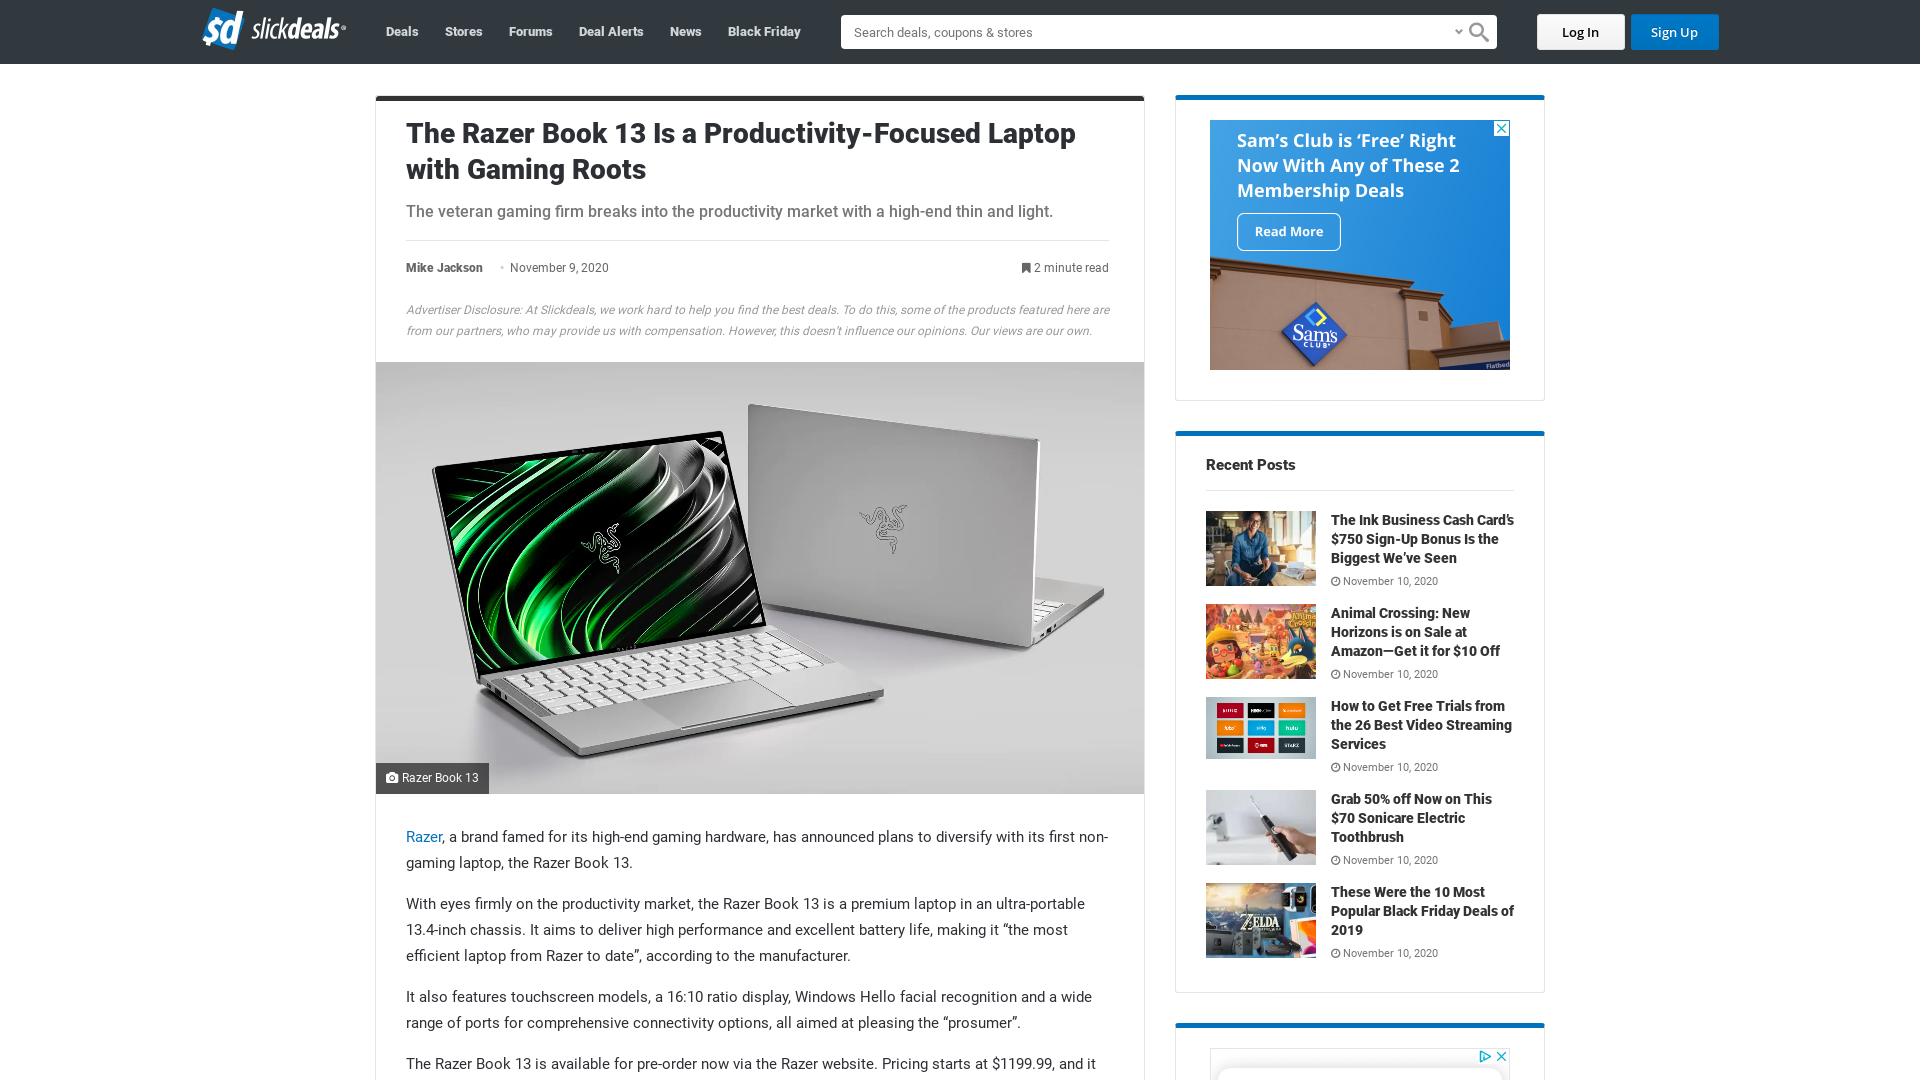 sd slickdeals
Deals
Stores
Forums
Deal Alerts
News
Black Friday
Search deals, coupons & stores
Log In
Sign Up
The Razer Book 13 Is a Productivity-Focused Laptop
with Gaming Roots
The veteran gaming firm breaks into the productivity market with a high-end thin and light.
Mike Jackson • November 9, 2020
2 minute read
Advertiser Disclosure: At Slickdeals, we work hard to help you find the best deals. To do this, some of the products featured here are
from our partners, who may provide us with compensation. However, this doesn't influence our opinions. Our views are our own.
Razer Book 13
Razer, a brand famed for its high-end gaming hardware, has announced plans to diversify with its first non-
gaming laptop, the Razer Book 13.
With eyes firmly on the productivity market, the Razer Book 13 is a premium laptop in an ultra-portable
13.4-inch chassis. It aims to deliver high performance and excellent battery life, making it “the most
efficient laptop from Razer to date”, according to the manufacturer.
It also features touchscreen models, a 16:10 ratio display, Windows Hello facial recognition and a wide
range of ports for comprehensive connectivity options, all aimed at pleasing the “prosumer”.
The Razer Book 13 is available for pre-order now via the Razer website. Pricing starts at $1199.99, and it
Sam’s Club is ‘Free’ Right
Now With Any of These 2
Membership Deals
Read More
Sam's
CLUB
Flatbed
Recent Posts
The Ink Business Cash Card’s
$750 Sign-Up Bonus Is the
Biggest We’ve Seen
November 10, 2020
Animal Crossing: New
Horizons is on Sale at
Amazon—Get it for $10 Off
November 10, 2020
How to Get Free Trials from
the 26 Best Video Streaming
Services
November 10, 2020
Grab 50% off Now on This
$70 Sonicare Electric
Toothbrush
November 10, 2020
ZELDA
These Were the 10 Most
Popular Black Friday Deals of
2019
November 10, 2020